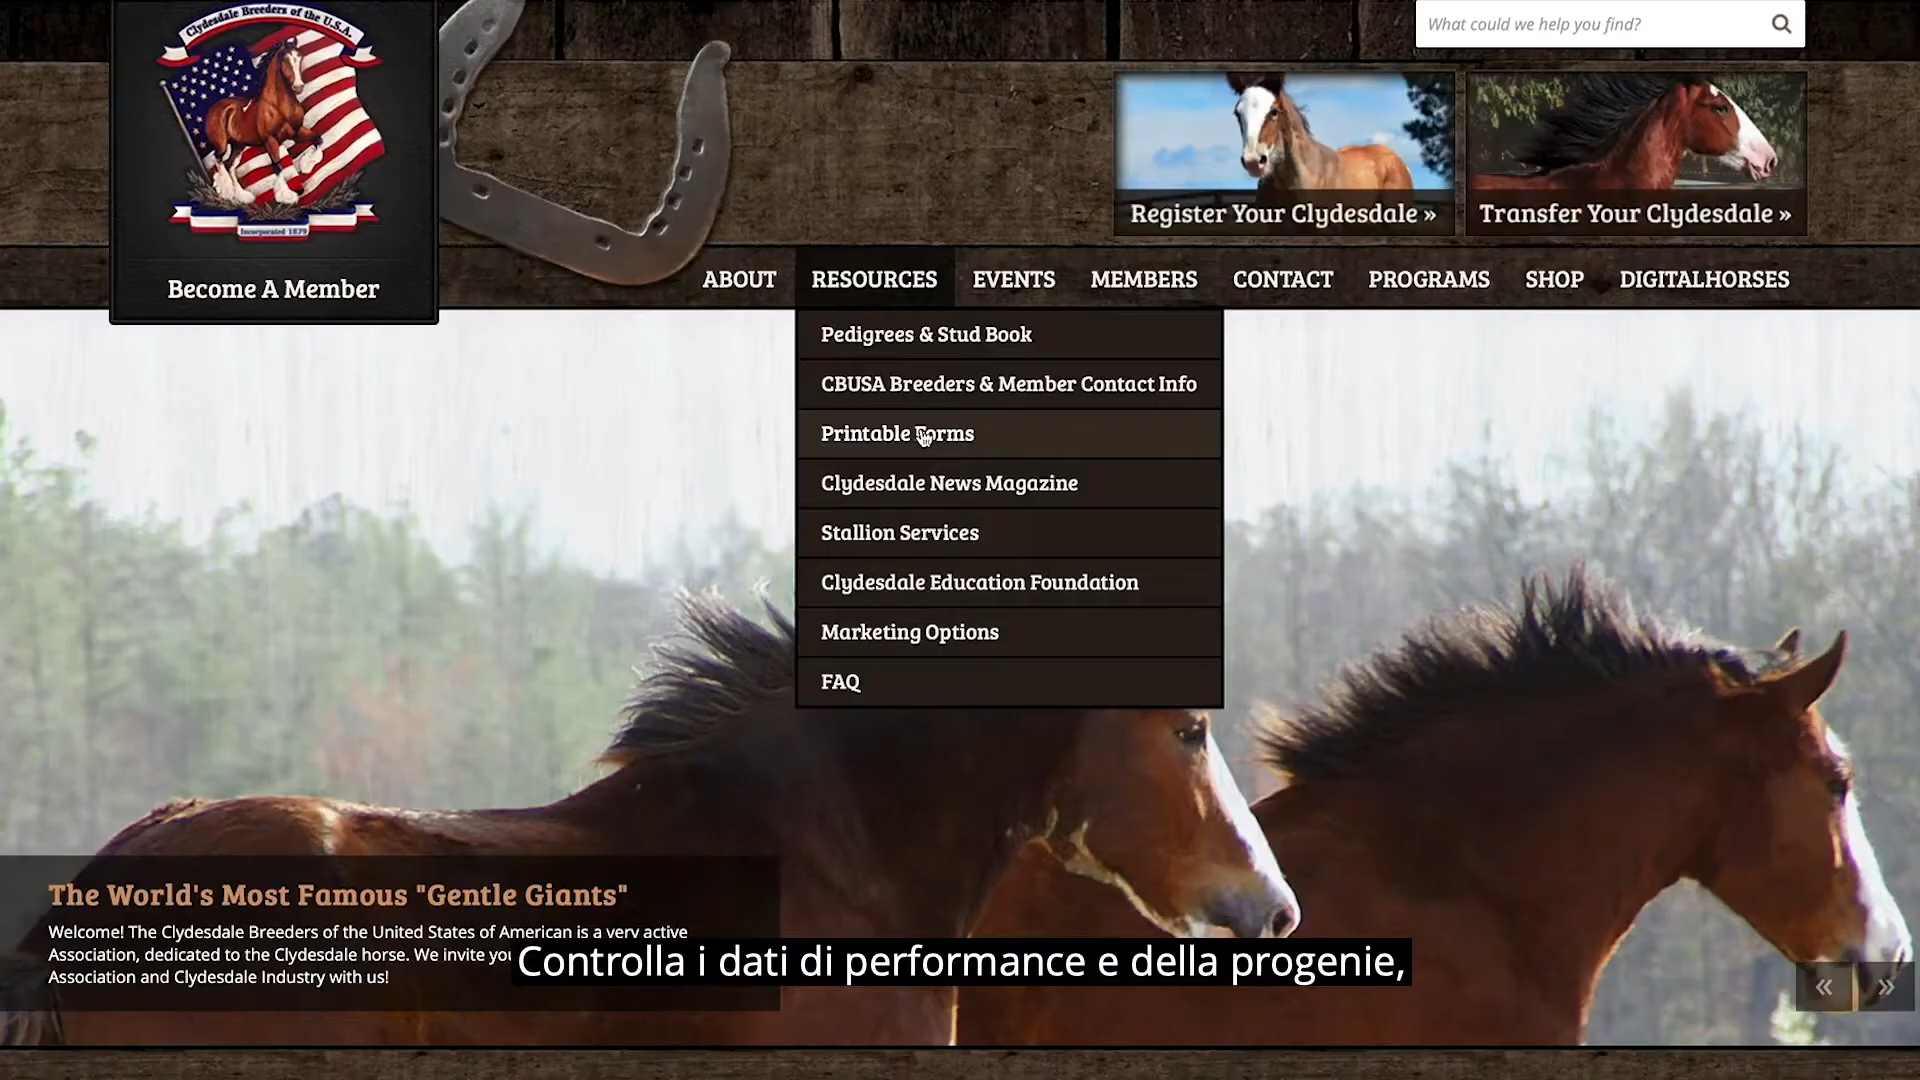 Clydesdale Breeders of the U.S.A.
Incorporated 1879
Become A Member
What could we help you find?
Register Your Clydesdale »
Transfer Your Clydesdale »
ABOUT RESOURCES EVENTS MEMBERS CONTACT PROGRAMS SHOP DIGITALHORSES
Pedigrees & Stud Book
CBUSA Breeders & Member Contact Info
Printable Forms
Clydesdale News Magazine
Stallion Services
Clydesdale Education Foundation
Marketing Options
FAQ
The World's Most Famous "Gentle Giants"
Welcome! The Clydesdale Breeders of the United States of American is a very active
Association, dedicated to the Clydesdale horse. We invite you
Association and Clydesdale Industry with us!
Controlla i dati di performance e della progenie,
« »